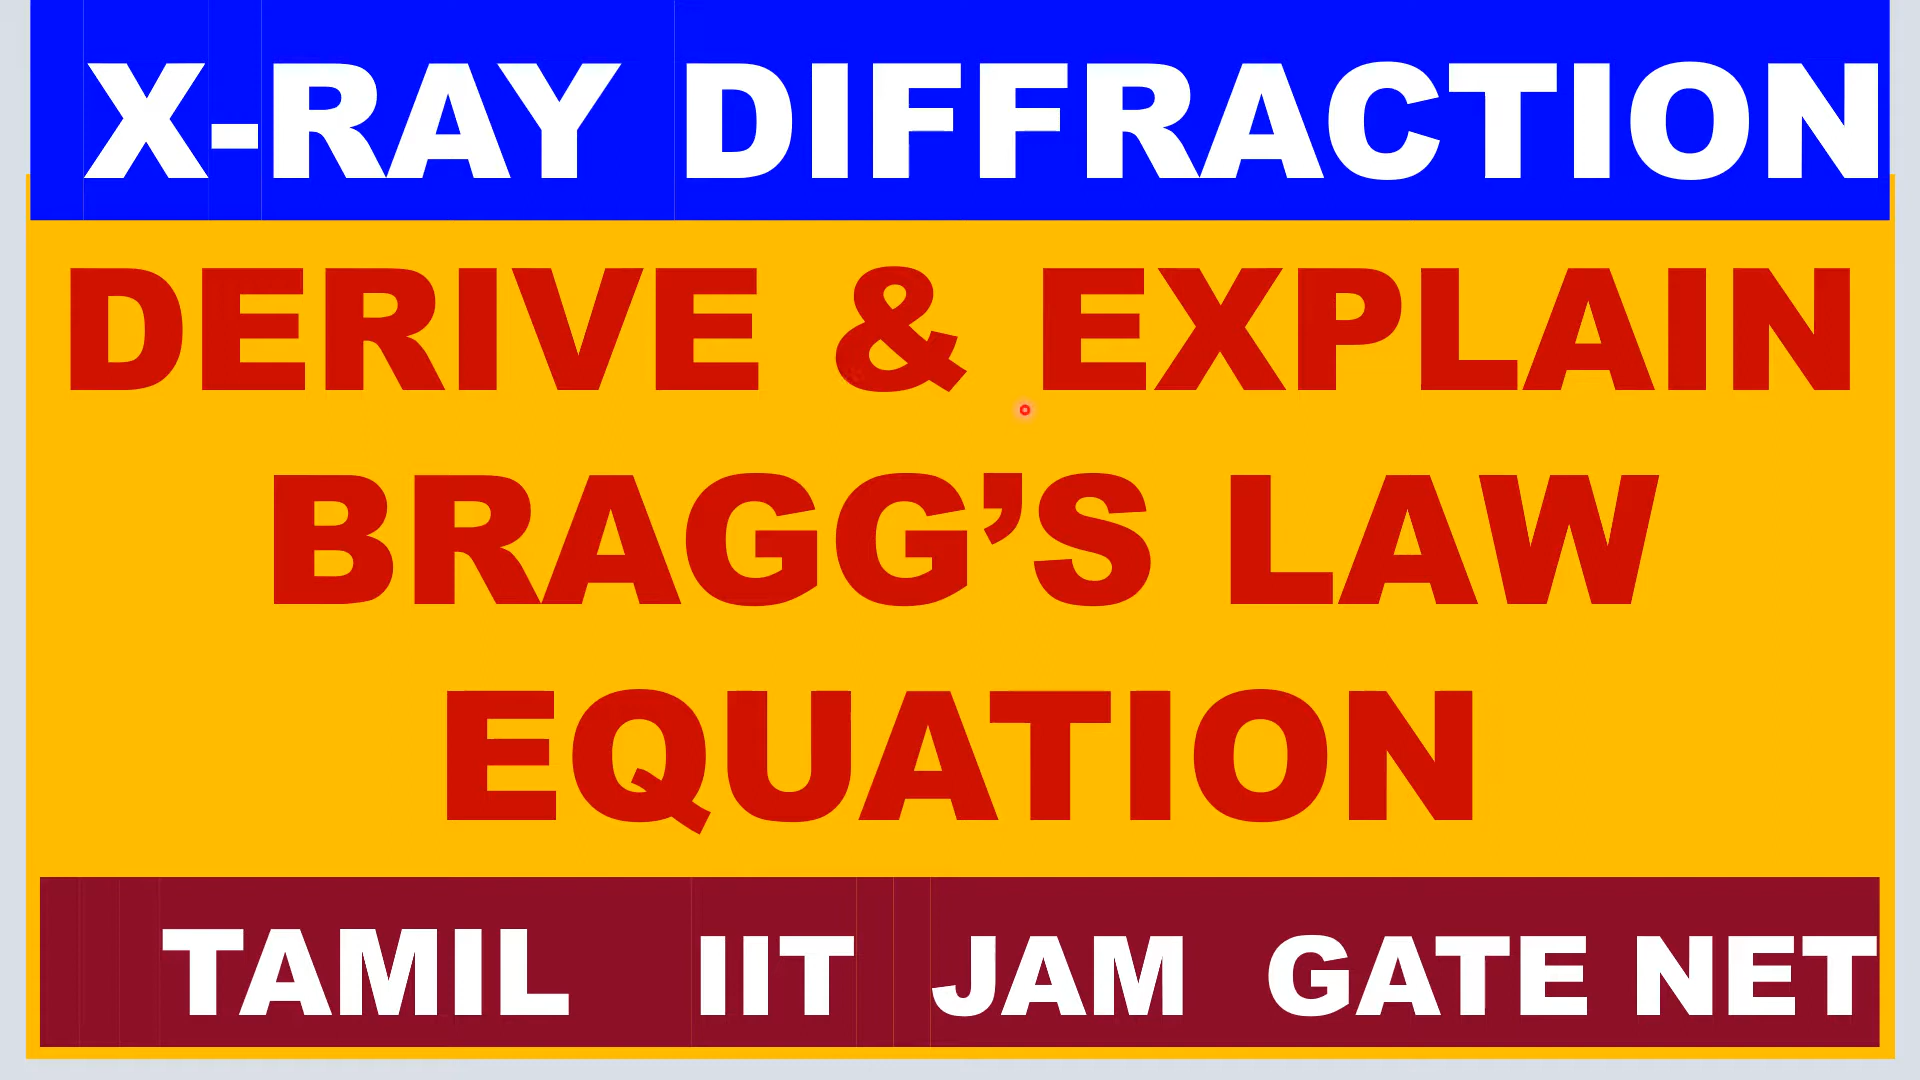 X-RAY DIFFRACTION
DERIVE & EXPLAIN
BRAGG’S LAW
EQUATION
TAMIL IIT JAM GATE NET